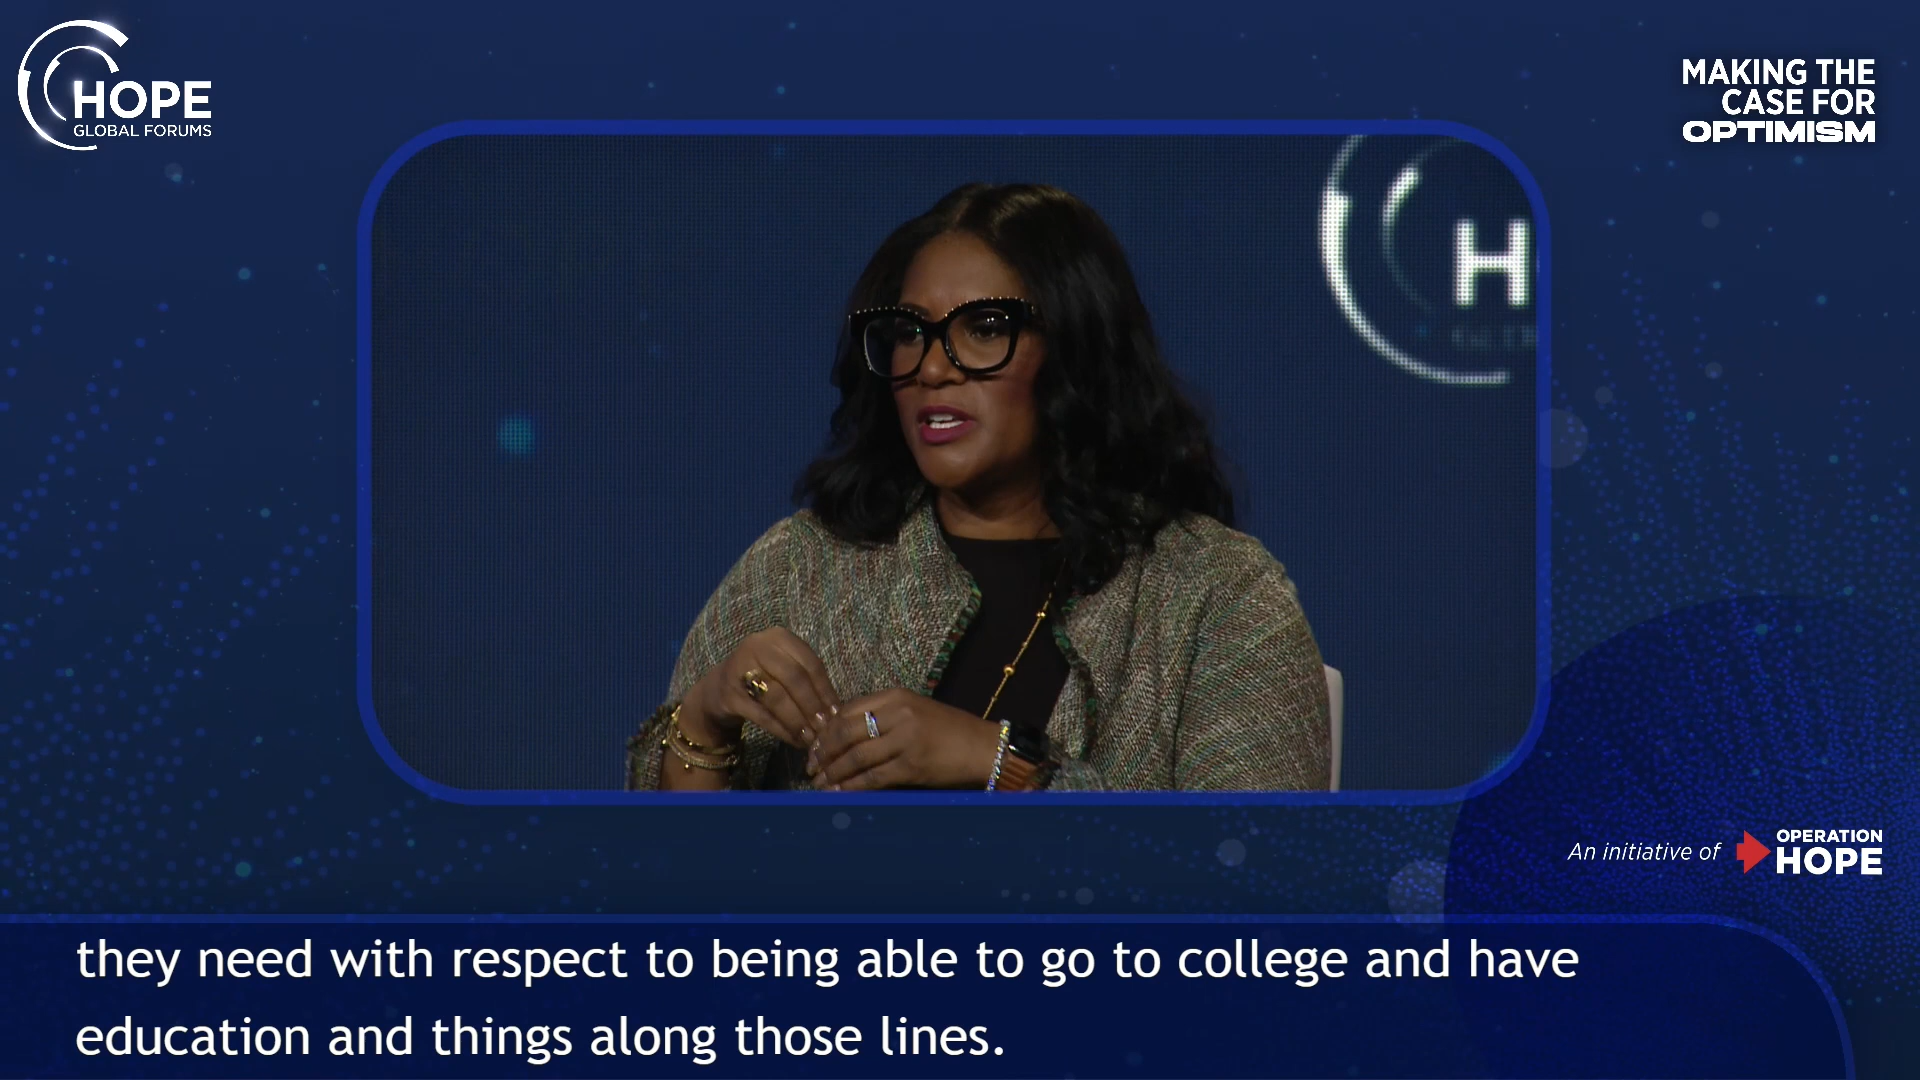 HOPE
GLOBAL FORUMS
MAKING THE
CASE FOR
OPTIMISM
H
An initiative of
OPERATION
HOPE
they need with respect to being able to go to college and have
education and things along those lines.